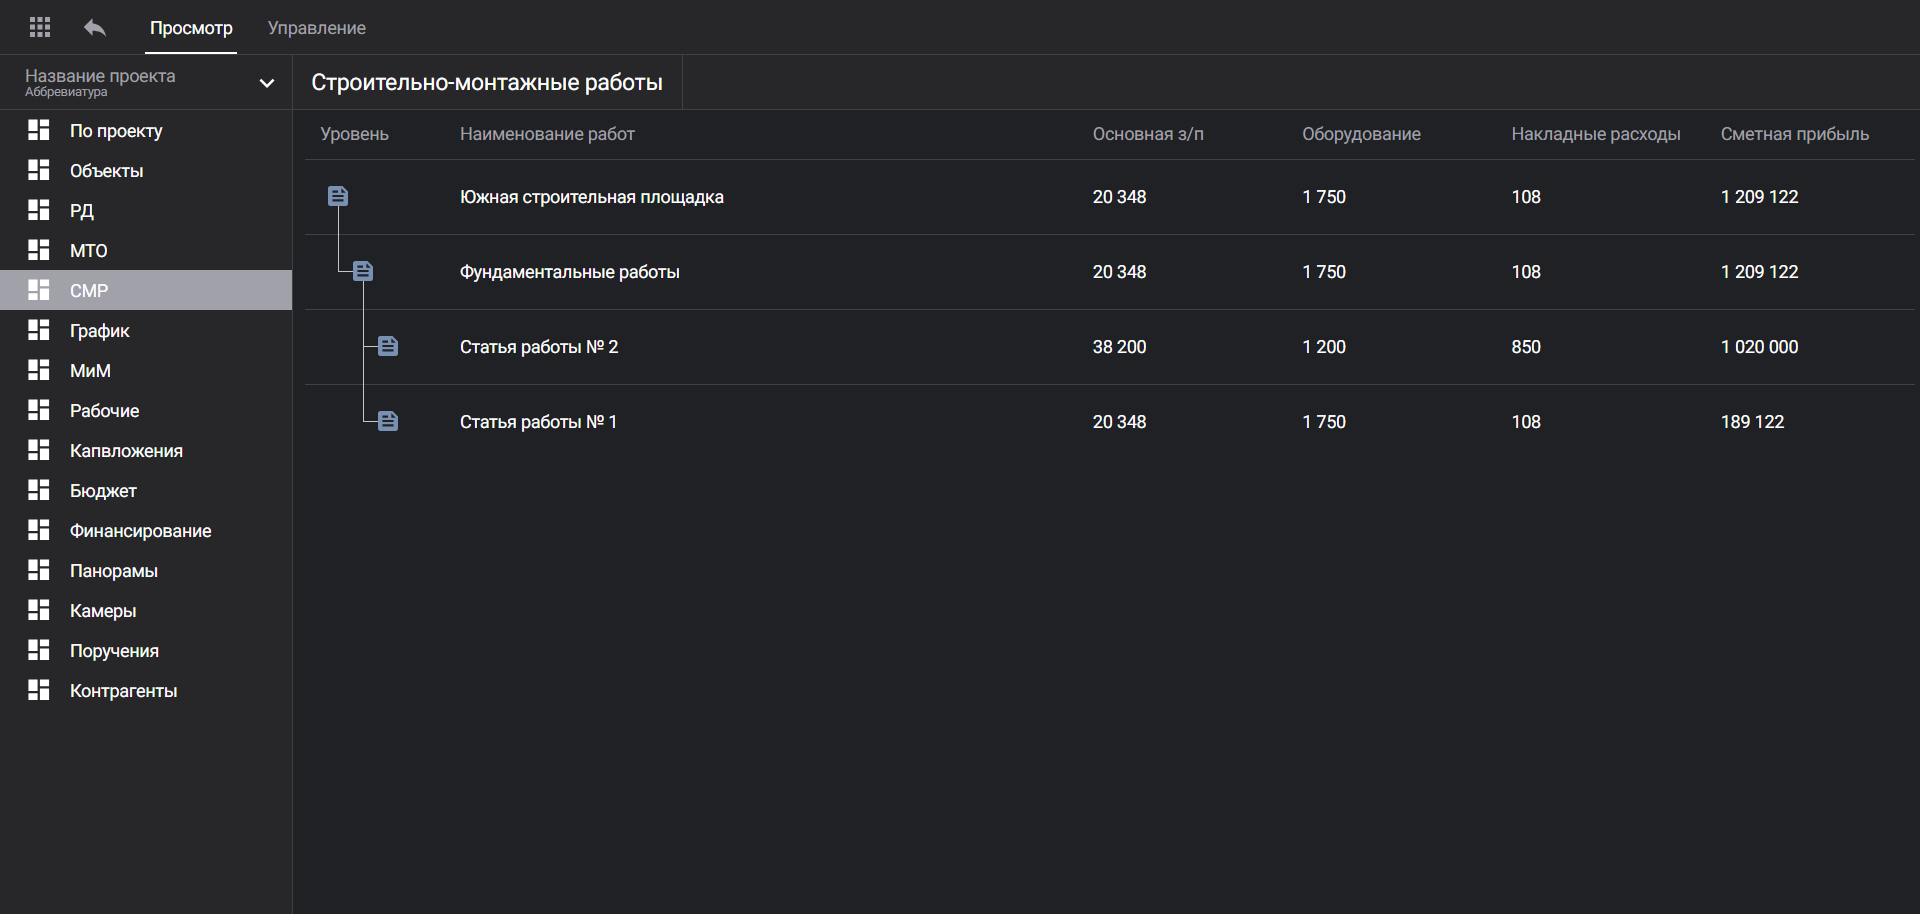 Просмотр Управление
Название проекта
Аббревиатура
Строительно-монтажные работы
По проекту
Объекты
РД
МТО
СМР
График
МиМ
Рабочие
Капвложения
Бюджет
Финансирование
Панорамы
Камеры
Поручения
Контрагенты
Уровень Наименование работ Основная з/п Оборудование Накладные расходы Сметная прибыль
Южная строительная площадка 20 348 1 750 108 1 209 122
Фундаментальные работы 20 348 1 750 108 1 209 122
Статья работы № 2 38 200 1 200 850 1 020 000
Статья работы № 1 20 348 1 750 108 189 122